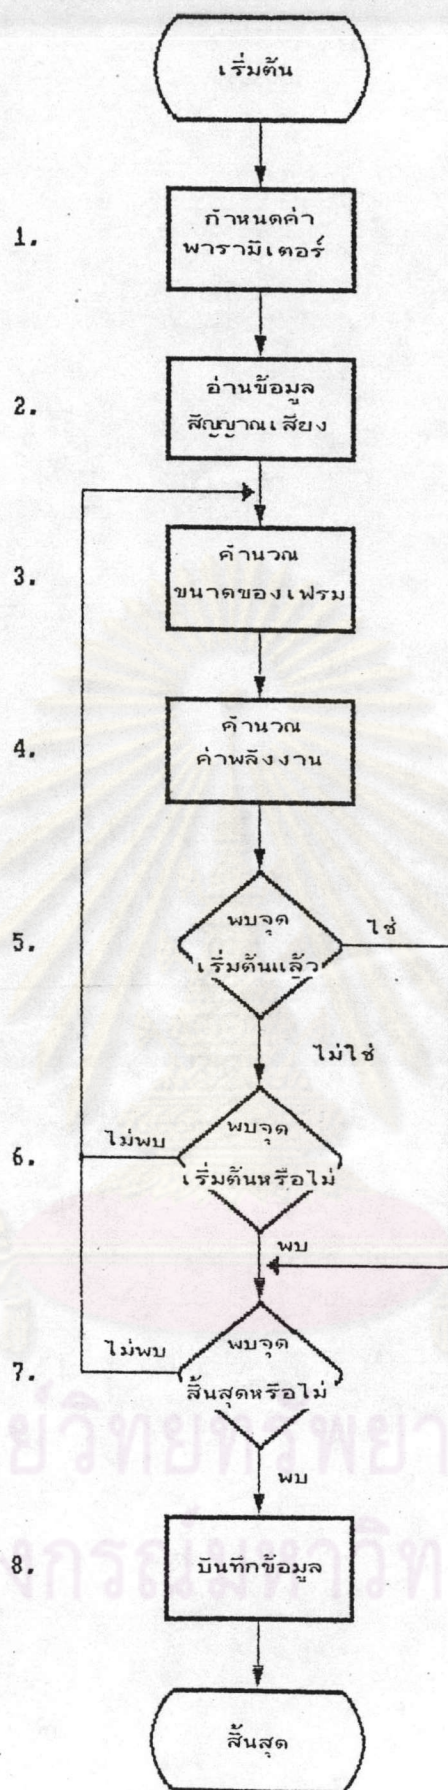 เริ่มต้น
1.
กำหนดค่า
พารามิเตอร์
2.
อ่านข้อมูล
สัญญาณเสียง
3.
คำนวณ
ขนาดของเฟรม
4.
คำนวณ
ค่าพลังงาน
5.
พบจุด
เริ่มต้นแล้ว
ใช่
ไม่ใช่
6.
ไม่พบ
พบจุด
เริ่มต้นหรือไม่
พบ
7.
ไม่พบ
พบจุด
สิ้นสุดหรือไม่
พบ
8.
บันทึกข้อมูล
สิ้นสุด